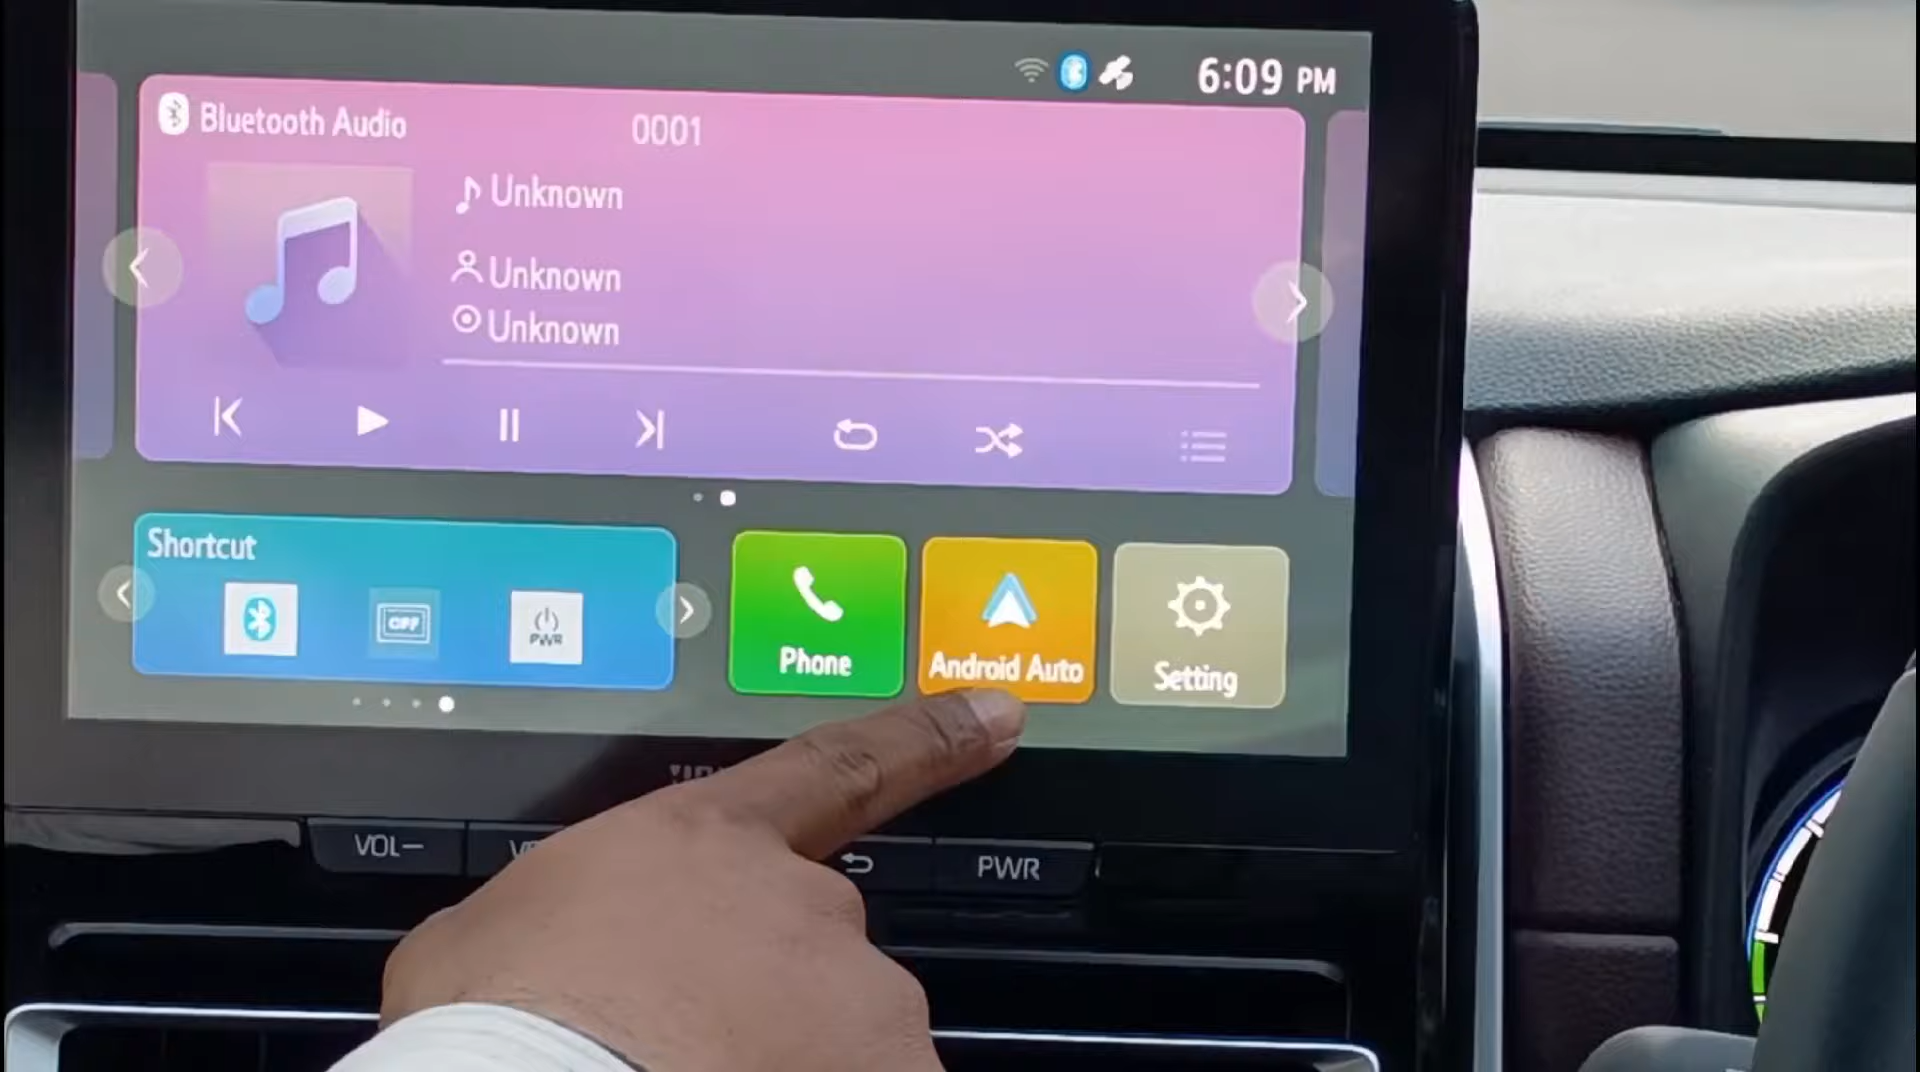 6:09 PM
Bluetooth Audio
0001
Unknown
Unknown
Unknown
Shortcut
OFF
PWR
Phone
Android Auto
Setting
VOL−
PWR